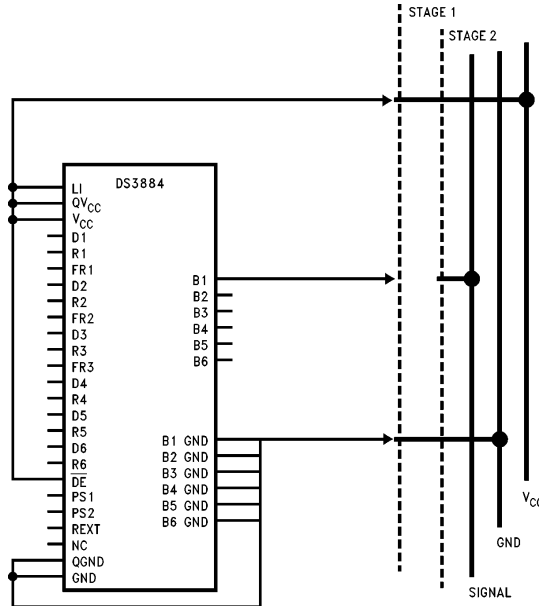 STAGE 1
STAGE 2
DS3884
LI
QVCC
VCC
D1
R1
FR1
D2
R2
FR2
D3
R3
FR3
D4
R4
D5
R5
D6
R6
DE
PS1
PS2
REXT
NC
QGND
GND
B1
B2
B3
B4
B5
B6
B1 GND
B2 GND
B3 GND
B4 GND
B5 GND
B6 GND
VCC
GND
SIGNAL